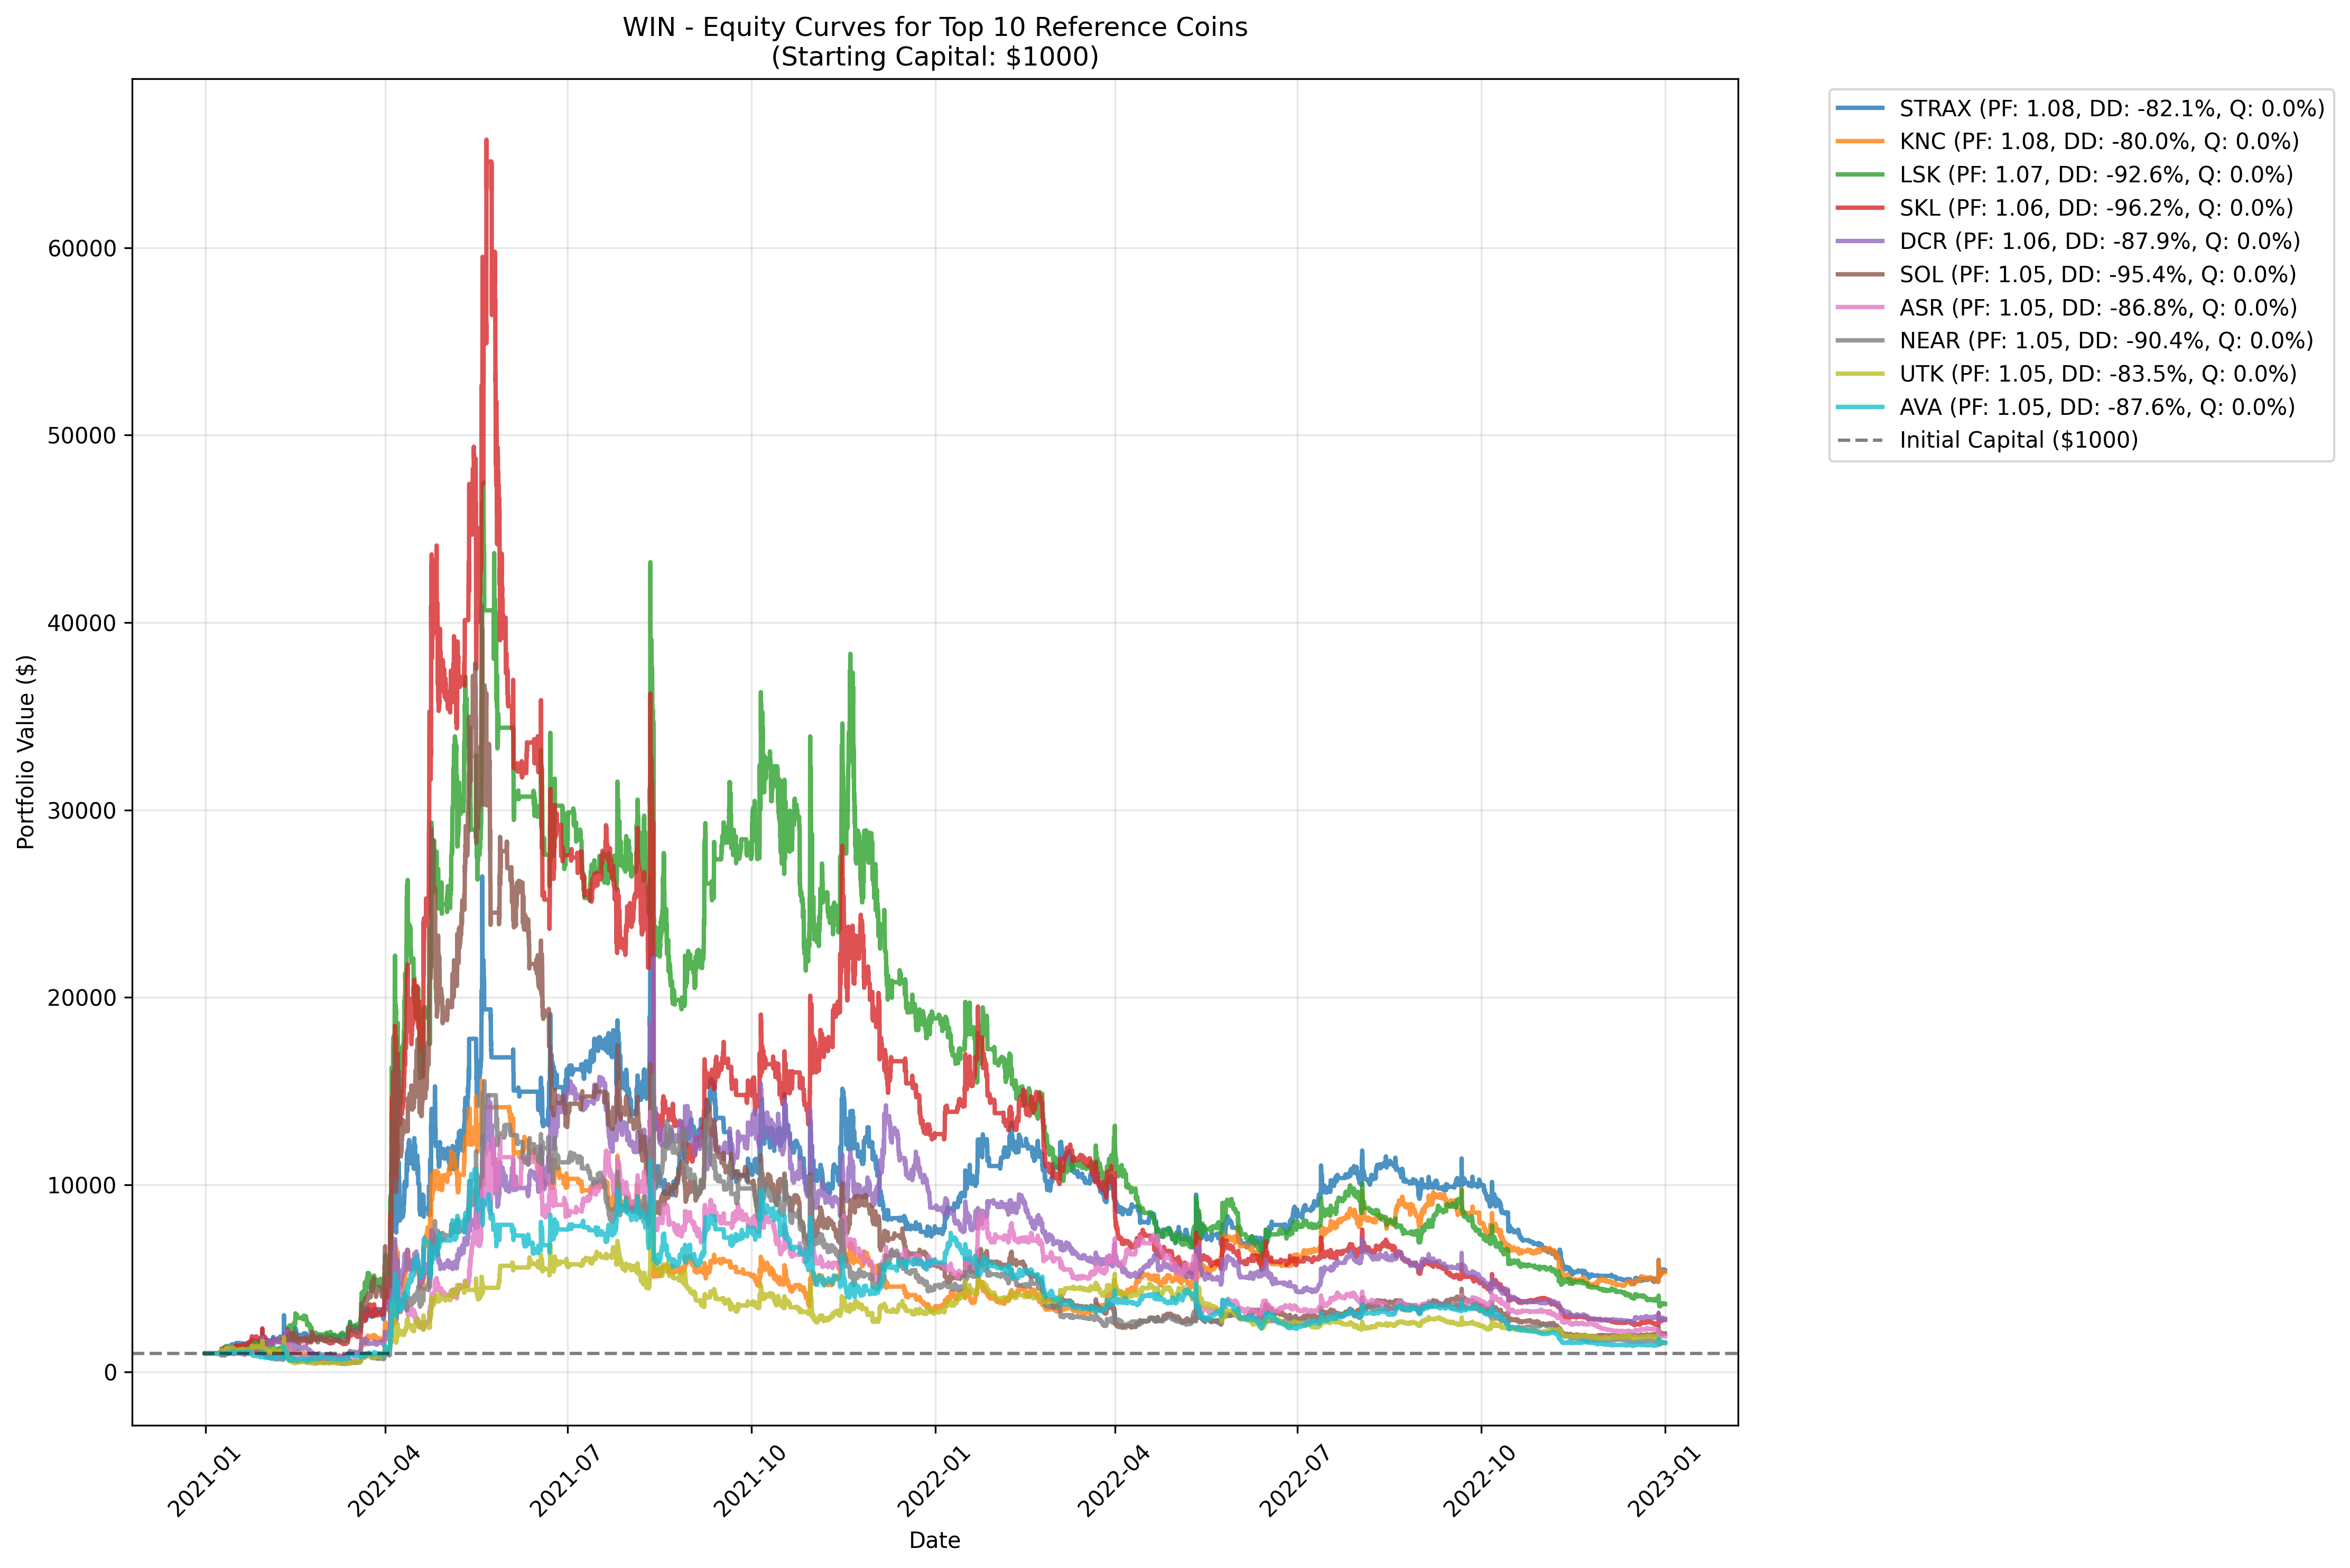 WIN - Equity Curves for Top 10 Reference Coins
(Starting Capital: $1000)
STRAX (PF: 1.08, DD: -82.1%, Q: 0.0%)
KNC (PF: 1.08, DD: -80.0%, Q: 0.0%)
LSK (PF: 1.07, DD: -92.6%, Q: 0.0%)
SKL (PF: 1.06, DD: -96.2%, Q: 0.0%)
DCR (PF: 1.06, DD: -87.9%, Q: 0.0%)
SOL (PF: 1.05, DD: -95.4%, Q: 0.0%)
ASR (PF: 1.05, DD: -86.8%, Q: 0.0%)
NEAR (PF: 1.05, DD: -90.4%, Q: 0.0%)
UTK (PF: 1.05, DD: -83.5%, Q: 0.0%)
AVA (PF: 1.05, DD: -87.6%, Q: 0.0%)
Initial Capital ($1000)
Portfolio Value ($)
60000
50000
40000
30000
20000
10000
0
2021-01
2021-04
2021-07
2021-10
2022-01
2022-04
2022-07
2022-10
2023-01
Date